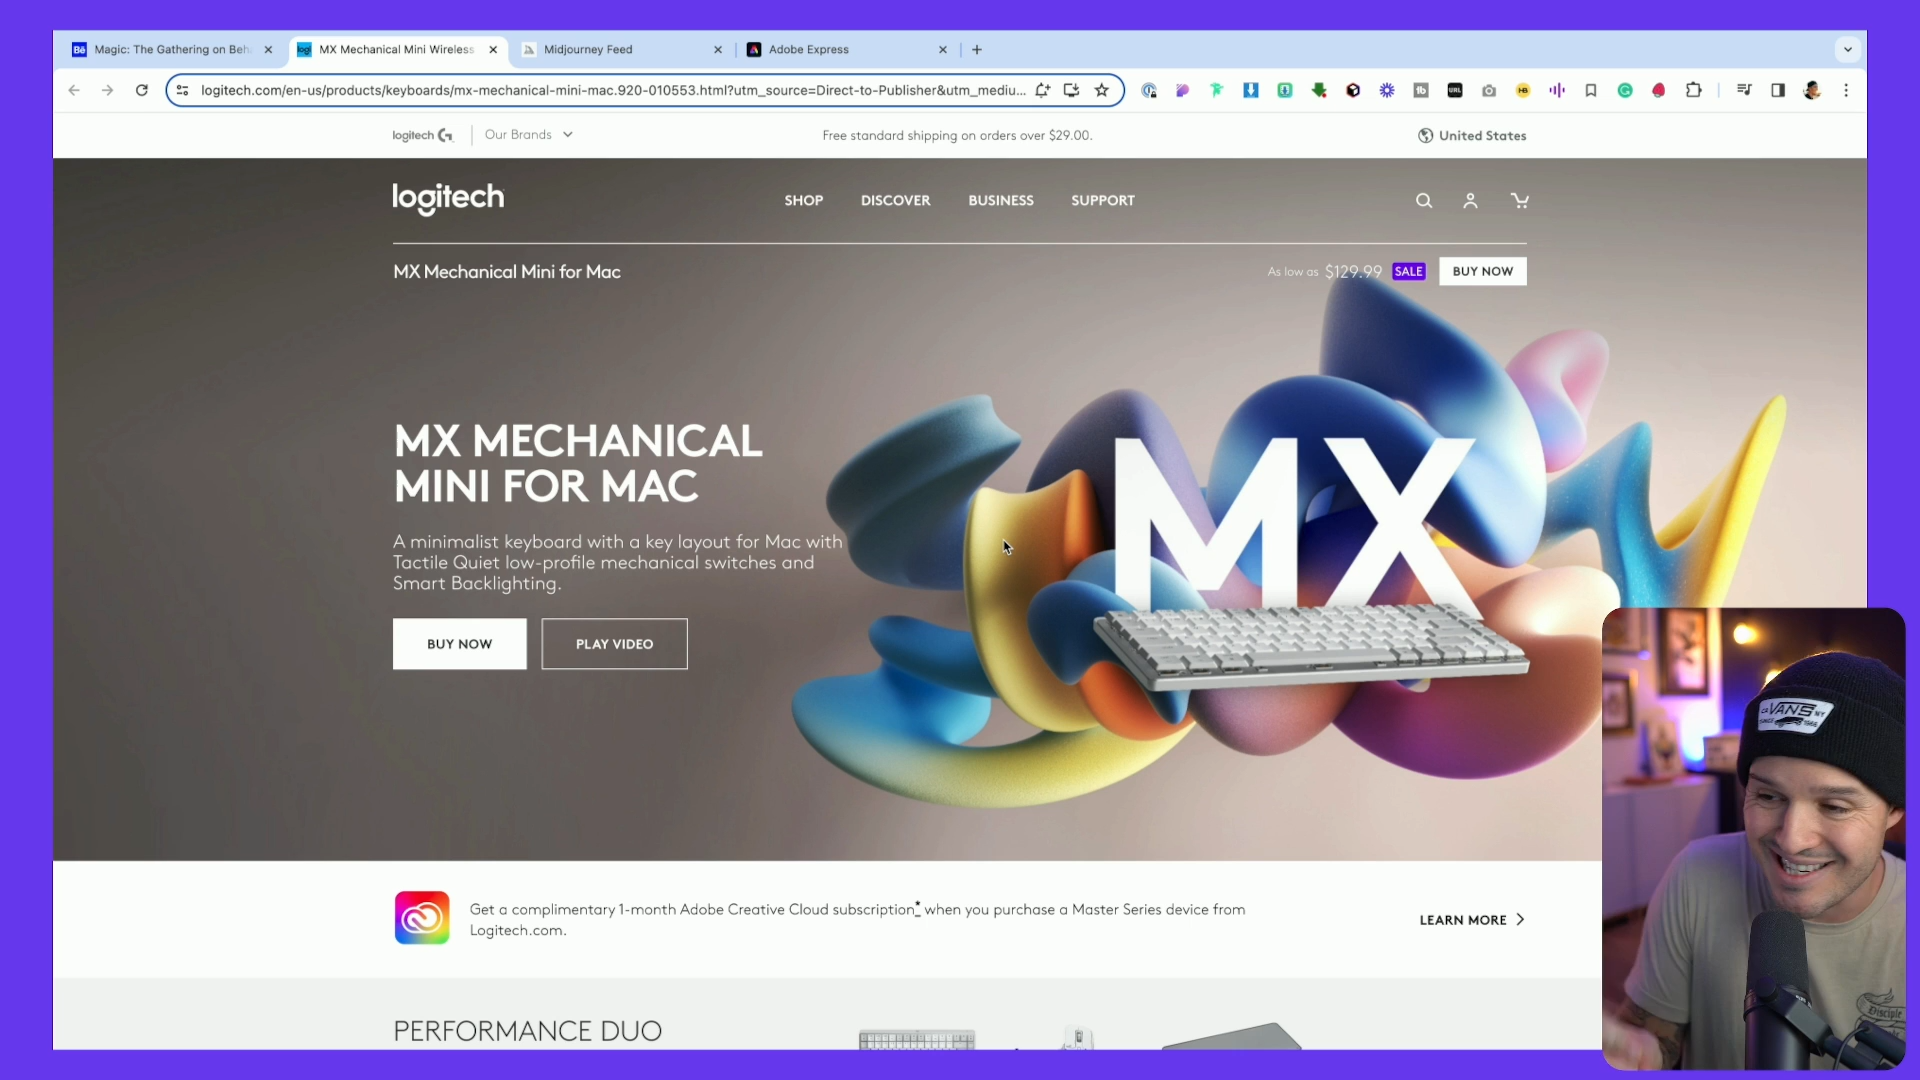 Bē Magic: The Gathering on Beh
logi MX Mechanical Mini Wireless
Midjourney Feed
Adobe Express
logitech.com/en-us/products/keyboards/mx-mechanical-mini-mac.920-010553.html?utm_source=Direct-to-Publisher&utm_mediu...
logitech G
Our Brands
Free standard shipping on orders over $29.00.
United States
logitech
SHOP DISCOVER BUSINESS SUPPORT
MX Mechanical Mini for Mac
As low as $129.99 SALE BUY NOW
MX MECHANICAL
MINI FOR MAC
A minimalist keyboard with a key layout for Mac with
Tactile Quiet low-profile mechanical switches and
Smart Backlighting.
BUY NOW PLAY VIDEO
MX
VANS
Get a complimentary 1-month Adobe Creative Cloud subscription* when you purchase a Master Series device from
Logitech.com.
LEARN MORE
PERFORMANCE DUO
Disciple